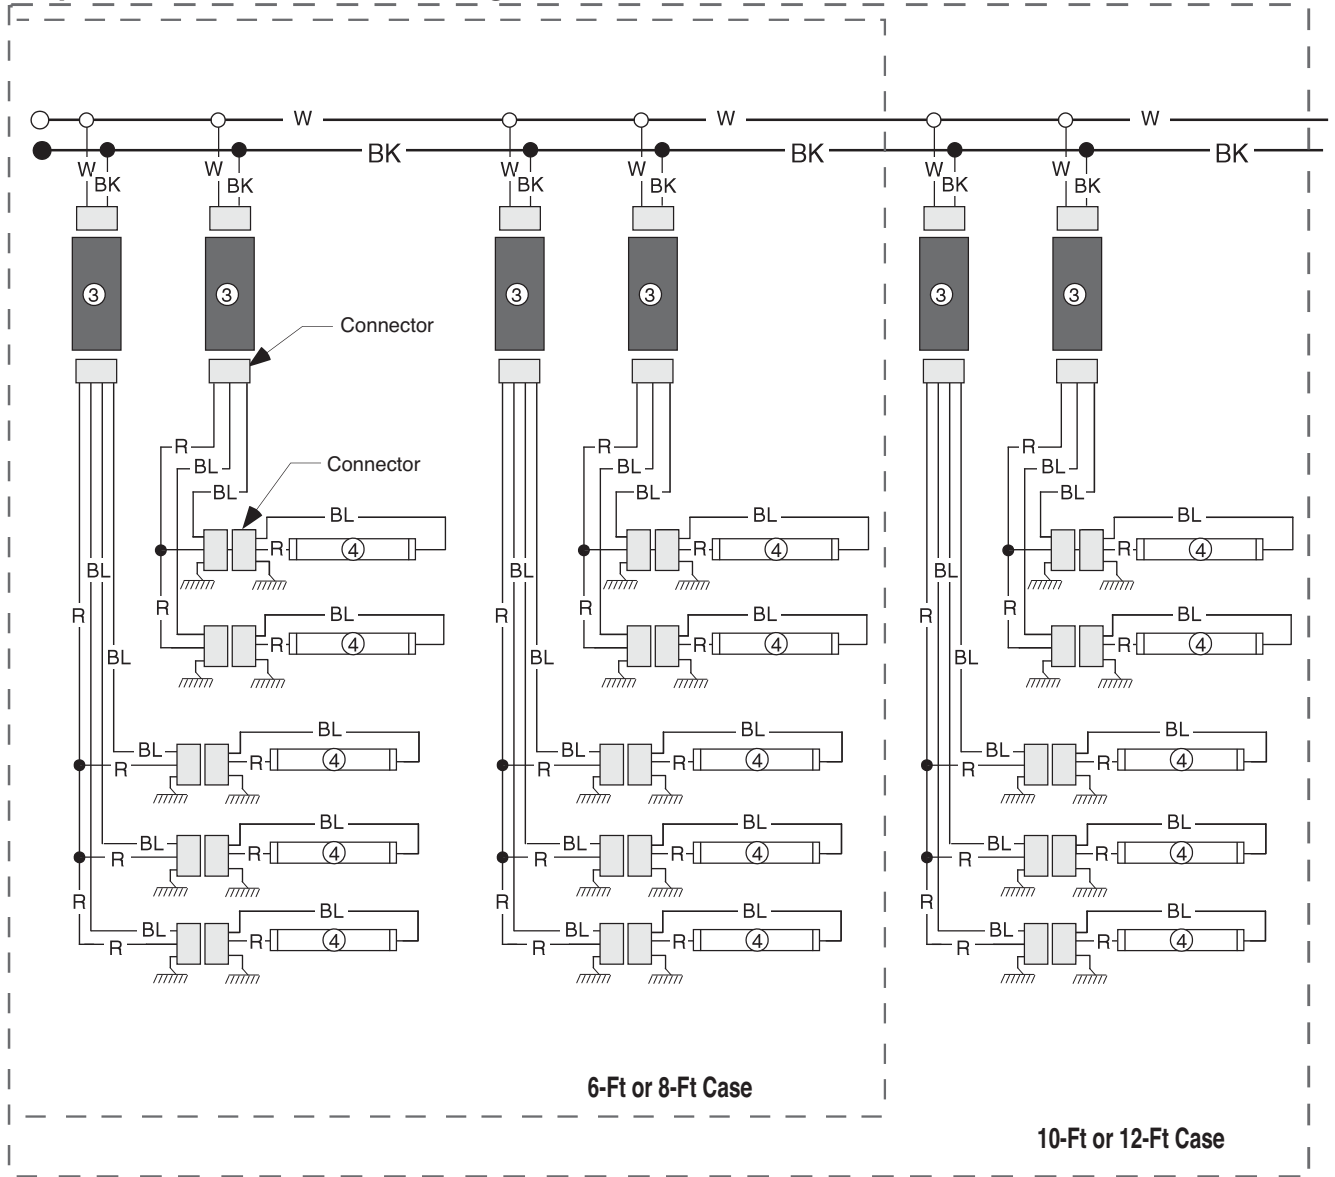 W W W
BK BK BK
W W W W W W
BK BK BK BK BK BK
3 3 3 3 3 3
Connector
R R R
BL BL BL
Connector
BL BL BL
BL BL BL
R 4 R 4 R 4
BL BL BL
R R R R R R
BL BL BL
R 4 R 4 R 4
BL BL BL
BL BL BL
BL BL BL
R R 4 R R 4 R R 4
BL BL BL
BL BL BL
R R 4 R R 4 R R 4
R R R
BL BL BL
BL BL BL
R R 4 R R 4 R R 4
6-Ft or 8-Ft Case
10-Ft or 12-Ft Case